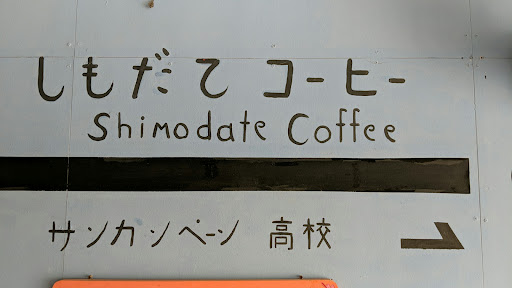 しもだて コーヒー
Shimodate Coffee
サンカンペーン 高校